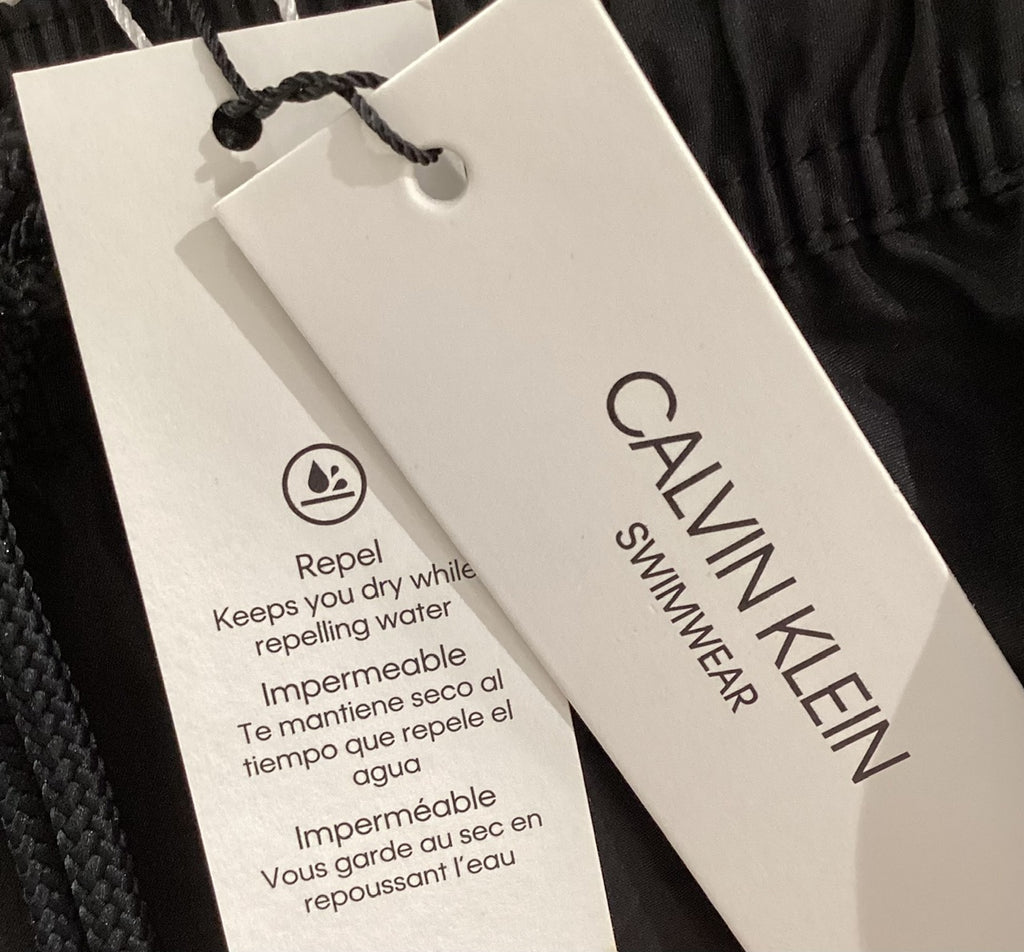 Repel
Keeps you dry while
repelling water
Impermeable
Te mantiene seco al
tiempo que repele el
agua
Imperméable
Vous garde au sec en
repoussant l'eau
CALVIN KLEIN
SWIMWEAR